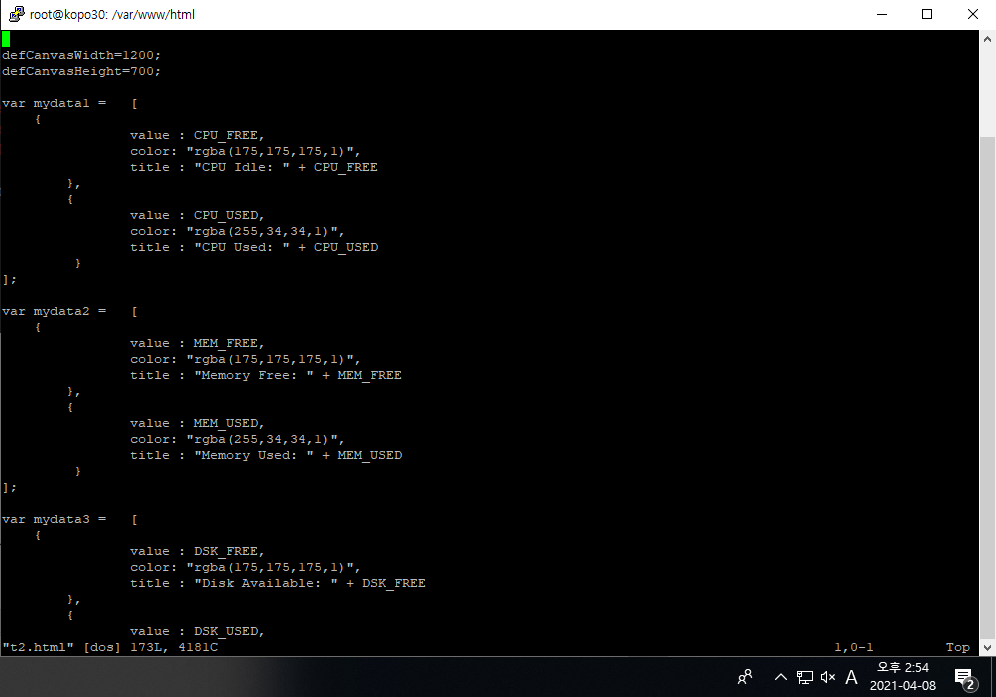 root@kopo30: /var/www/html
defCanvasWidth=1200;
defCanvasHeight=700;
var mydata1 =   [
{
value : CPU_FREE,
color: "rgba(175,175,175,1)",
title : "CPU Idle: " + CPU_FREE
},
{
value : CPU_USED,
color: "rgba(255,34,34,1)",
title : "CPU Used: " + CPU_USED
}
];
var mydata2 =   [
{
value : MEM_FREE,
color: "rgba(175,175,175,1)",
title : "Memory Free: " + MEM_FREE
},
{
value : MEM_USED,
color: "rgba(255,34,34,1)",
title : "Memory Used: " + MEM_USED
}
];
var mydata3 =   [
{
value : DSK_FREE,
color: "rgba(175,175,175,1)",
title : "Disk Available: " + DSK_FREE
},
{
value : DSK_USED,
"t2.html" [dos] 173L, 4181C 1,0-1 Top
A
오후 2:54
2021-04-08
2